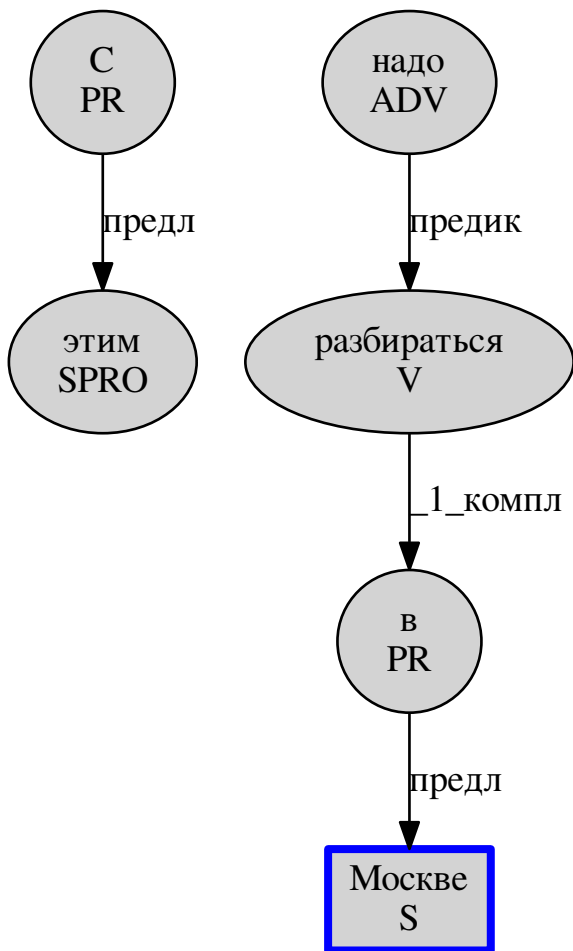 С
PR
надо
ADV
предл
предик
этим
SPRO
разбираться
V
_1_компл
в
PR
предл
Москве
S